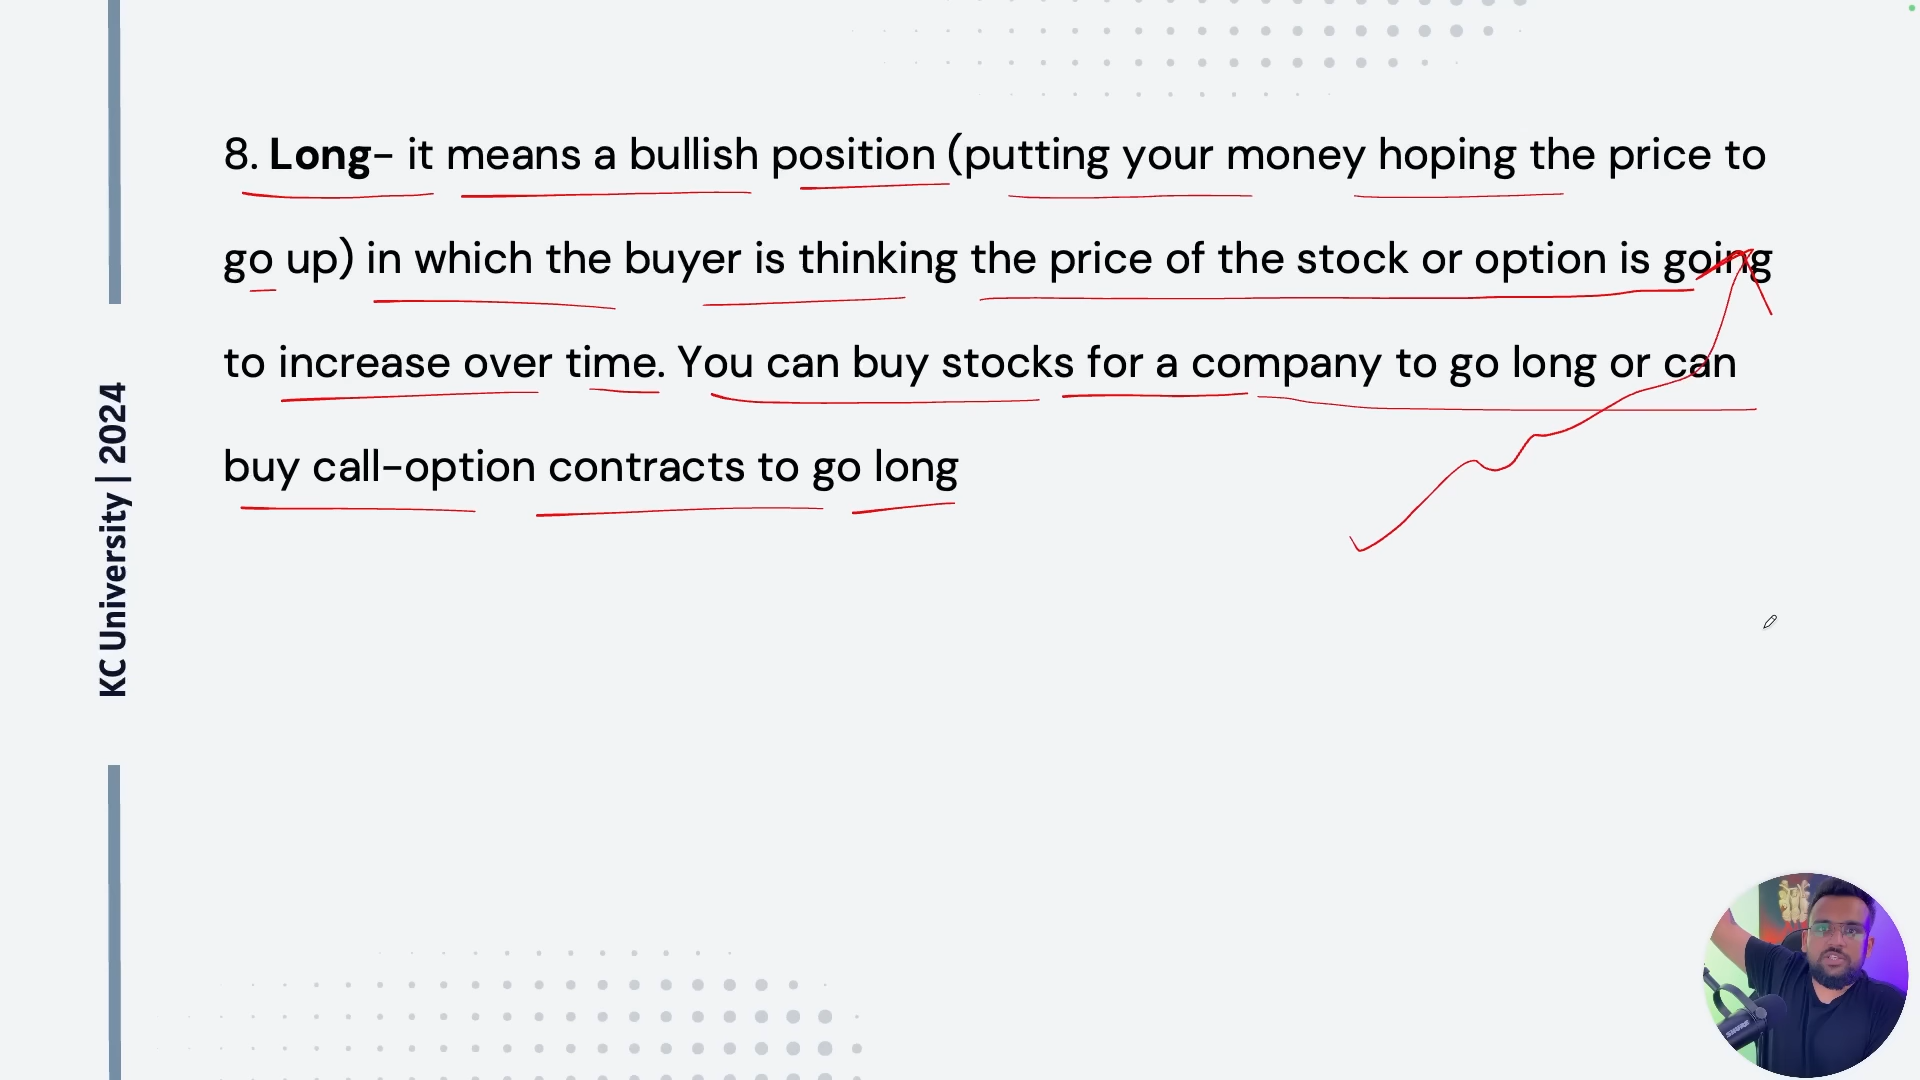 8. Long- it means a bullish position (putting your money hoping the price to
go up) in which the buyer is thinking the price of the stock or option is going
to increase over time. You can buy stocks for a company to go long or can
buy call-option contracts to go long
KC University | 2024
SHURE